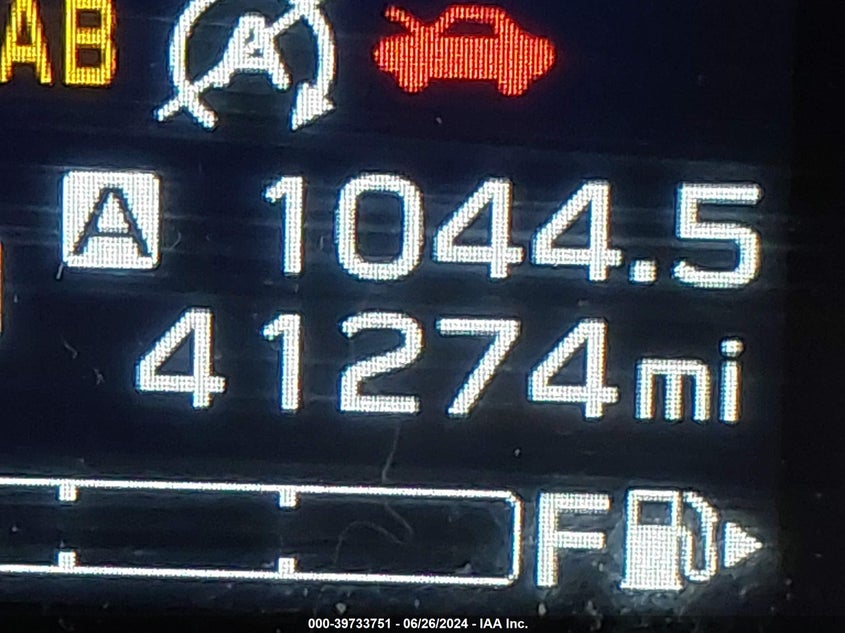 AB
A
A 1044.5
41274mi
F
000-39733751 - 06/26/2024 - IAA Inc.